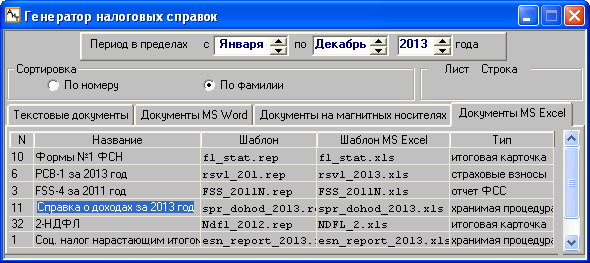 Генератор налоговых справок
Период в пределах с Января по Декабрь 2013 года
Сортировка Лист Строка
По номеру По фамилии
Текстовые документы Документы MS Word Документы на магнитных носителях Документы MS Excel
N Название Шаблон Шаблон MS Excel Тип
10 Формы №1 ФСН fl_stat.rep fl_stat.xls итоговая карточка
6 РСВ-1 за 2013 год rsv1_201.rep rsv1_2013.xls страховые взносы
3 FSS-4 за 2011 год FSS_2011N.rep FSS_2011N.xls отчет ФСС
11 Справка о доходах за 2013 год spr_dohod_2013.re spr_dohod_2013.xls хранимая процедура
32 2-НДФЛ Ndfl_2012.rep NDFL_2.xls итоговая карточка
1 Соц. налог нарастающим итогом esn_report_2013.r esn_report_2013.xls хранимая процедура